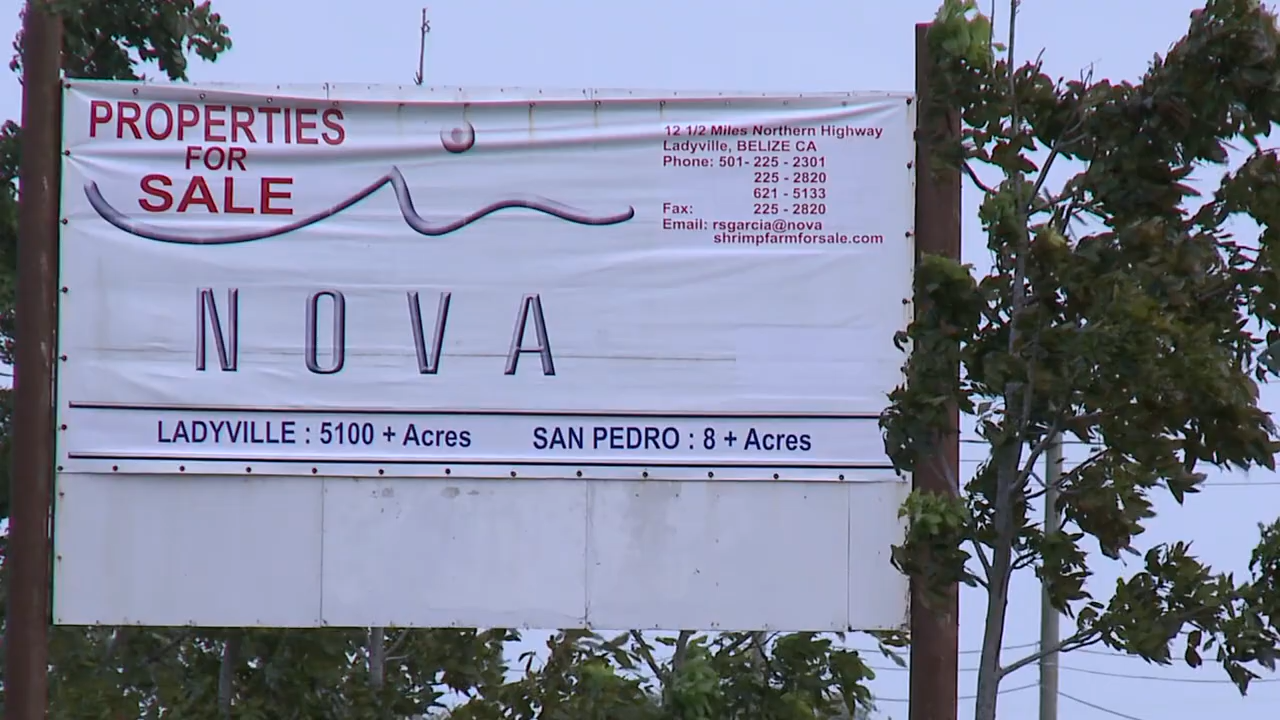 PROPERTIES
FOR
SALE
12 1/2 Miles Northern Highway
Ladyville, BELIZE CA
Phone: 501- 225 - 2301
225 - 2820
621 - 5133
Fax: 225 - 2820
Email: rsgarcia@nova
shrimpfarmforsale.com
NOVA
LADYVILLE : 5100 + Acres SAN PEDRO : 8 + Acres